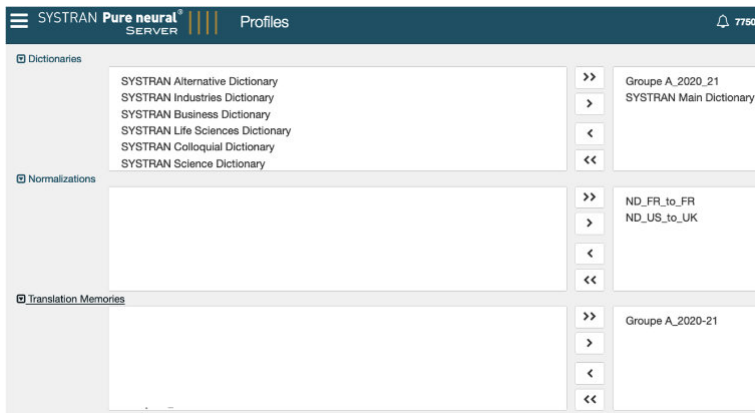 SYSTRAN Pure neural® SERVER Profiles 7750
Dictionaries
SYSTRAN Alternative Dictionary
SYSTRAN Industries Dictionary
SYSTRAN Business Dictionary
SYSTRAN Life Sciences Dictionary
SYSTRAN Colloquial Dictionary
SYSTRAN Science Dictionary
>>
>
<
<<
Groupe A_2020_21
SYSTRAN Main Dictionary
Normalizations
>>
>
<
<<
ND_FR_to_FR
ND_US_to_UK
Translation Memories
>>
>
<
<<
Groupe A_2020-21